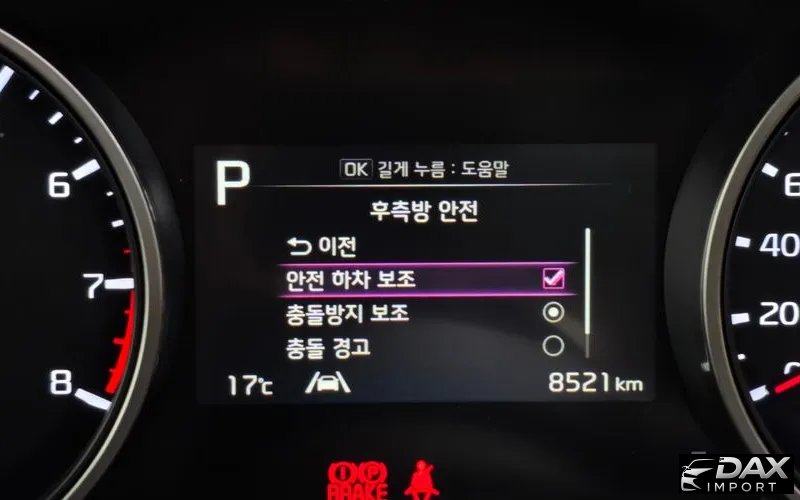 P
OK 길게 누름 : 도움말
후측방 안전
이전
안전 하차 보조
충돌방지 보조
충돌 경고
17℃
8521 km
6
7
8
40
20
0
BRAKE
P
DAX
IMPORT